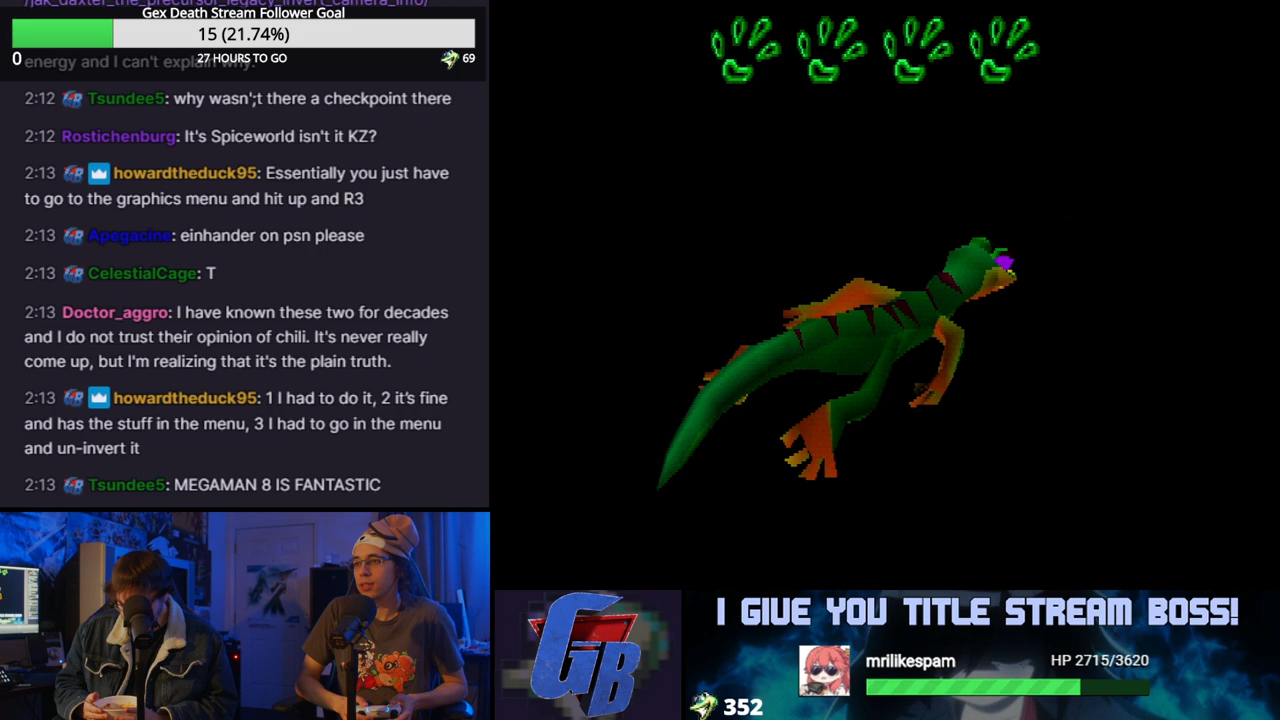 /jak_daxter_the_precursor_legacy_invert_camera_info/
Gex Death Stream Follower Goal
15 (21.74%)
0
27 HOURS TO GO
69
energy and I can't explain why.
2:12 Tsundee5: why wasn';t there a checkpoint there
2:12 Rostichenburg: It's Spiceworld isn't it KZ?
2:13 howardtheduck95: Essentially you just have
to go to the graphics menu and hit up and R3
2:13 Apegacine: einhander on psn please
2:13 CelestialCage: T
2:13 Doctor_aggro: I have known these two for decades
and I do not trust their opinion of chili. It's never really
come up, but I'm realizing that it's the plain truth.
2:13 howardtheduck95: 1 I had to do it, 2 it's fine
and has the stuff in the menu, 3 I had to go in the menu
and un-invert it
2:13 Tsundee5: MEGAMAN 8 IS FANTASTIC
GB
I GIVE YOU TITLE STREAM BOSS!
mrilikespam
HP 2715/3620
352